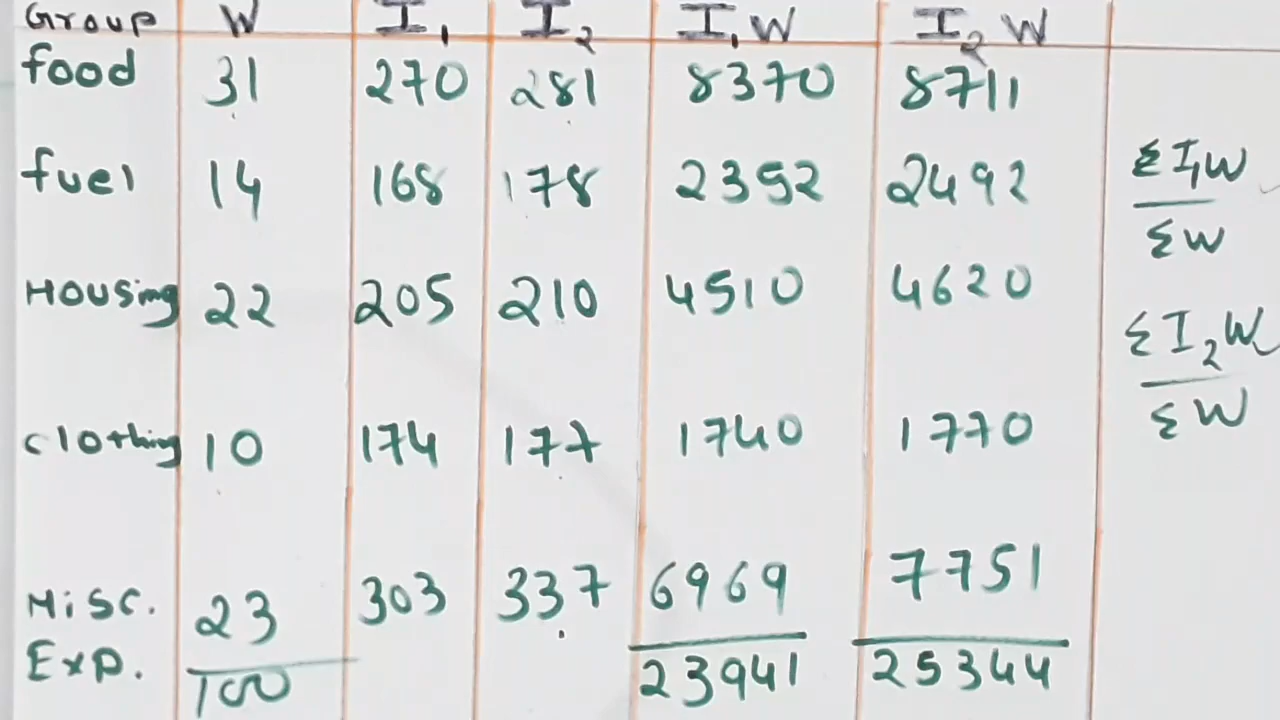 Group W I₁ I₂ I₁W I₂W
food 31 270 281 8370 8711
fuel 14 168 178 2352 2492
Housing 22 205 210 4510 4620
clothing 10 174 177 1740 1770
Misc. Exp. 23 303 337 6969 7751
100 23941 25344
ΣI₁W
ΣW
ΣI₂W
ΣW